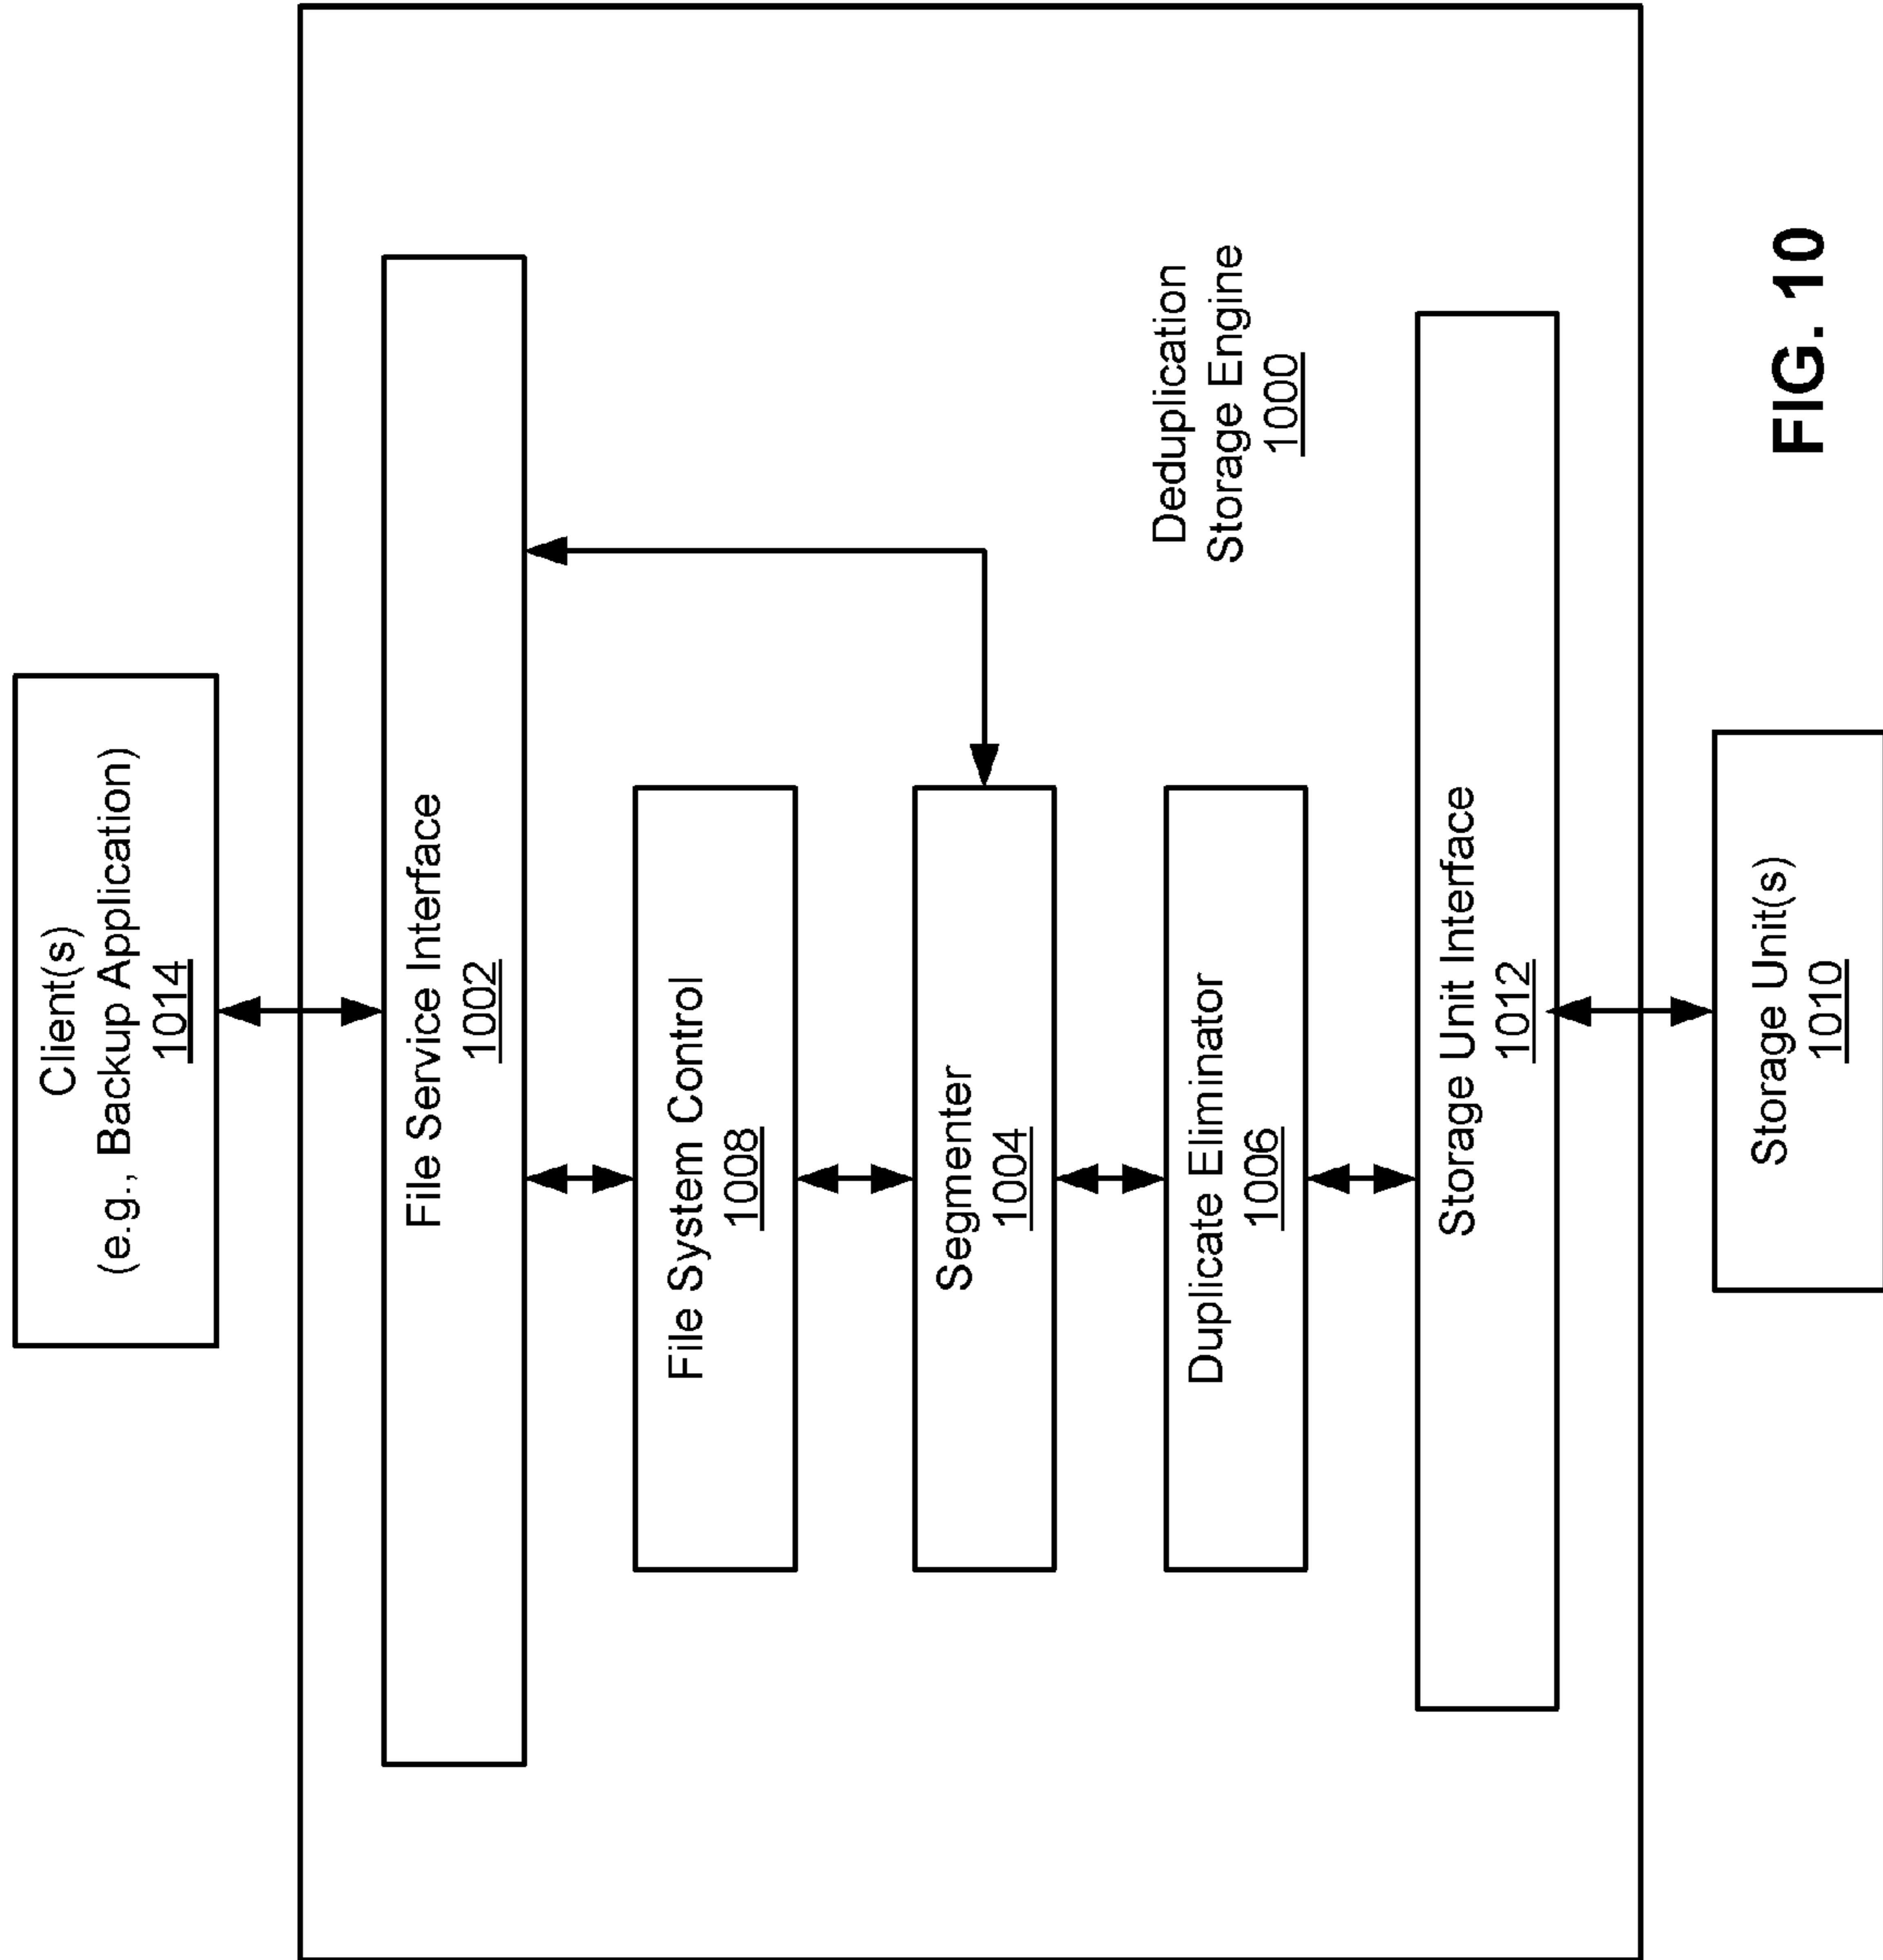 Client(s)
(e.g., Backup Application)
1014
File Service Interface
1002
File System Control
1008
Segmenter
1004
Duplicate Eliminator
1006
Deduplication
Storage Engine
1000
Storage Unit Interface
1012
Storage Unit(s)
1010
FIG. 10